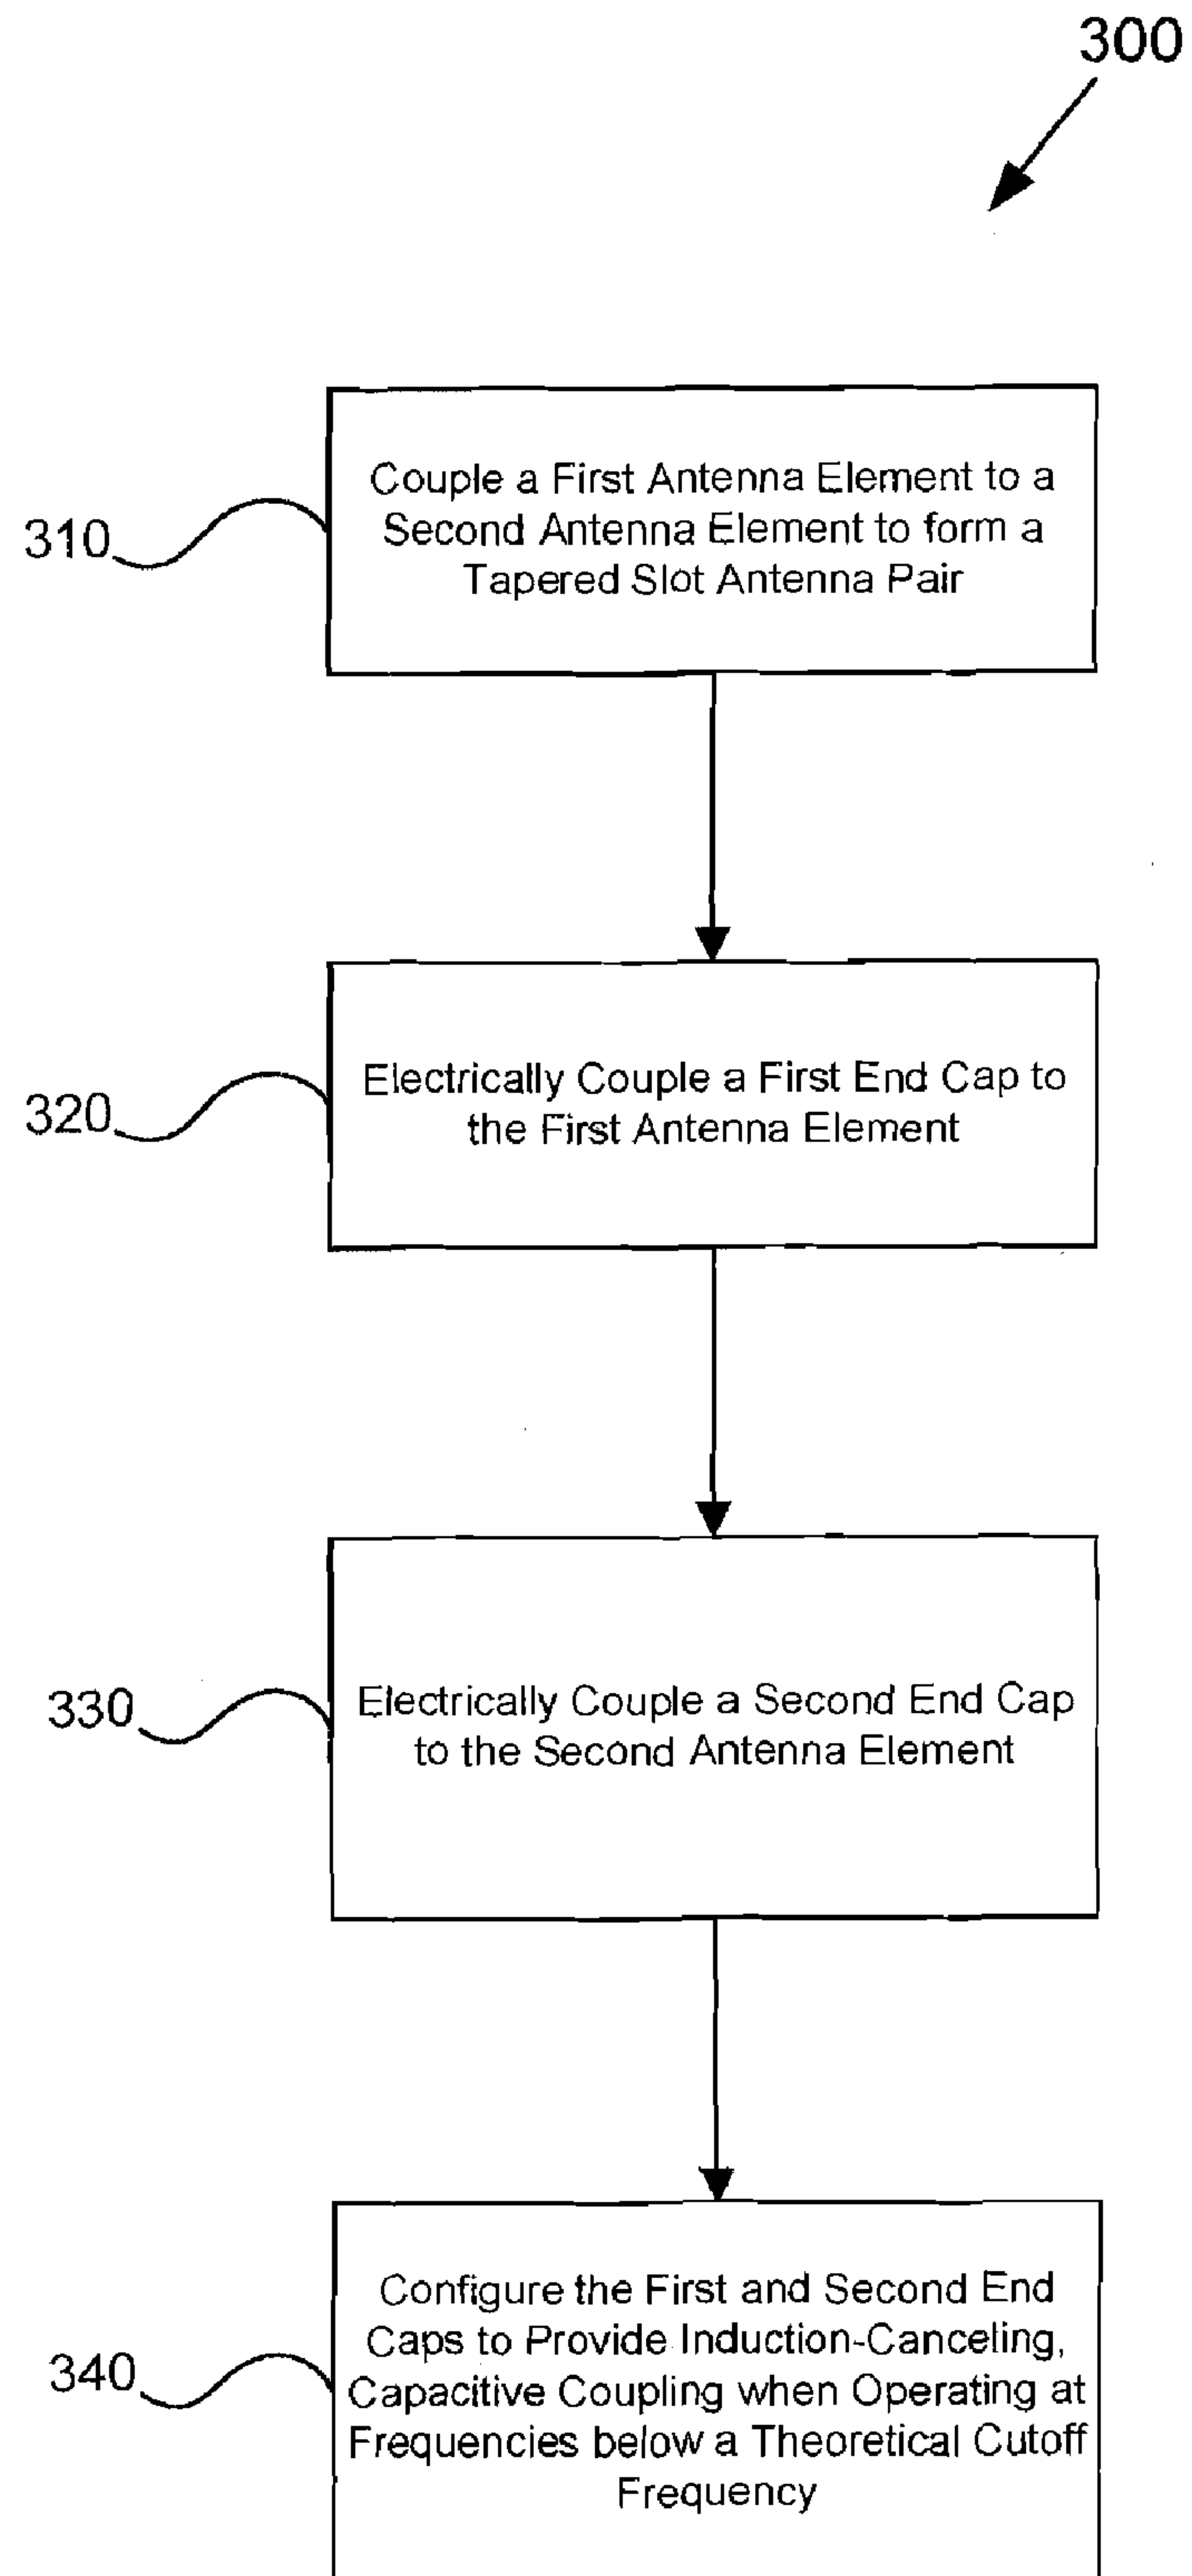 300
310
Couple a First Antenna Element to a
Second Antenna Element to form a
Tapered Slot Antenna Pair
320
Electrically Couple a First End Cap to
the First Antenna Element
330
Electrically Couple a Second End Cap
to the Second Antenna Element
340
Configure the First and Second End
Caps to Provide Induction-Canceling,
Capacitive Coupling when Operating at
Frequencies below a Theoretical Cutoff
Frequency